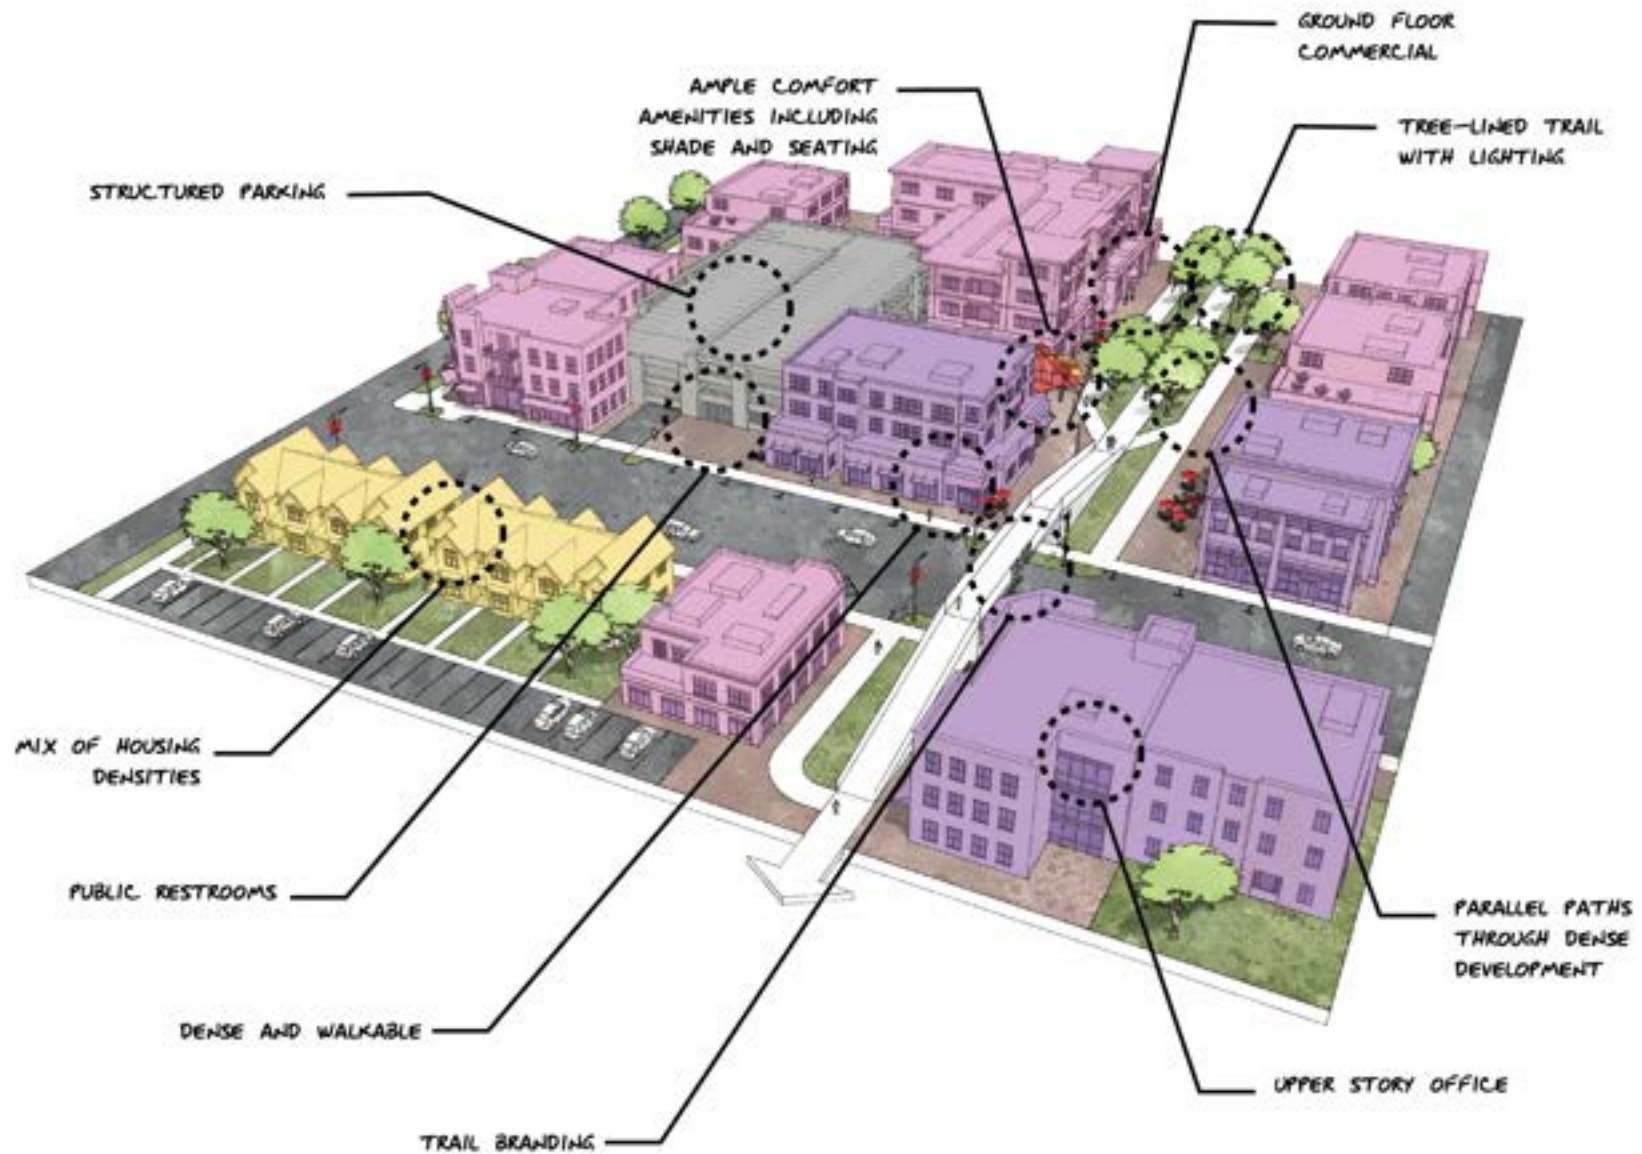 GROUND FLOOR
COMMERCIAL
AMPLE COMFORT
AMENITIES INCLUDING
SHADE AND SEATING
TREE-LINED TRAIL
WITH LIGHTING
STRUCTURED PARKING
MIX OF HOUSING
DENSITIES
PUBLIC RESTROOMS
PARALLEL PATHS
THROUGH DENSE
DEVELOPMENT
DENSE AND WALKABLE
UPPER STORY OFFICE
TRAIL BRANDING